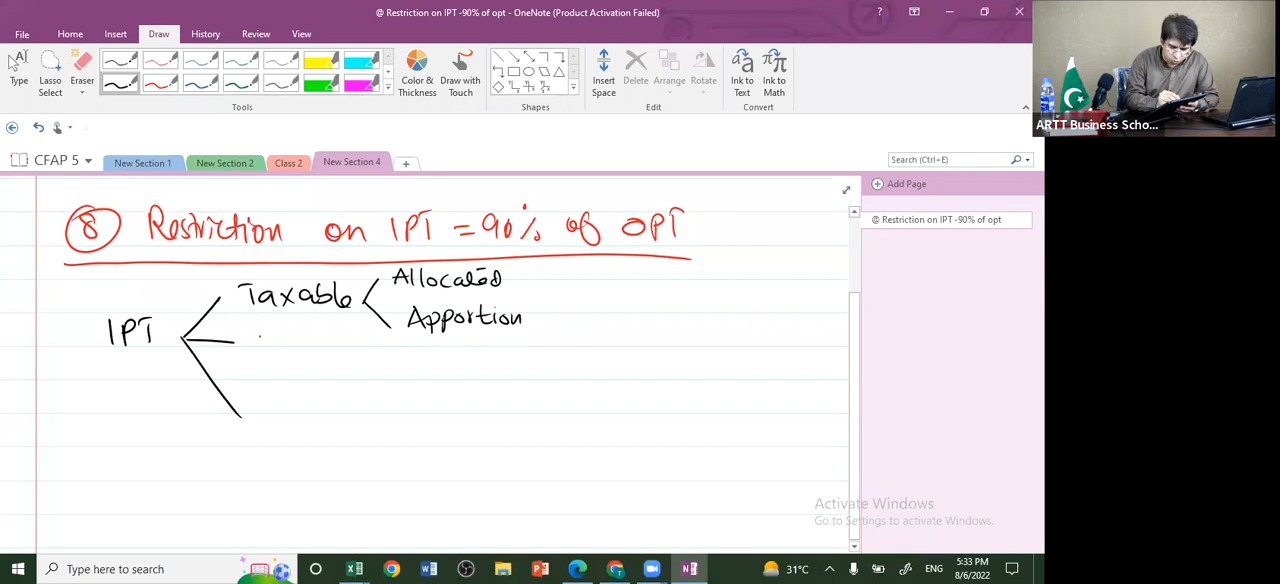 @ Restriction on IPT -90% of opt - OneNote (Product Activation Failed)
?
File Home Insert Draw History Review View
Type
Lasso Select
Eraser
Color & Thickness
Draw with Touch
Insert Space
Delete
Arrange
Rotate
Ink to Text
Ink to Math
Tools Shapes Edit Convert
ARTT Business Scho...
CFAP 5 New Section 1 New Section 2 Class 2 New Section 4
Search (Ctrl+E)
Add Page
@ Restriction on IPT -90% of opt
8 Restriction on IPT = 90% of OPT
Taxable Allocated
Apportion
IPT
Activate Windows
Go to Settings to activate Windows.
Type here to search
31°C
ENG
5:33 PM
8/6/2022